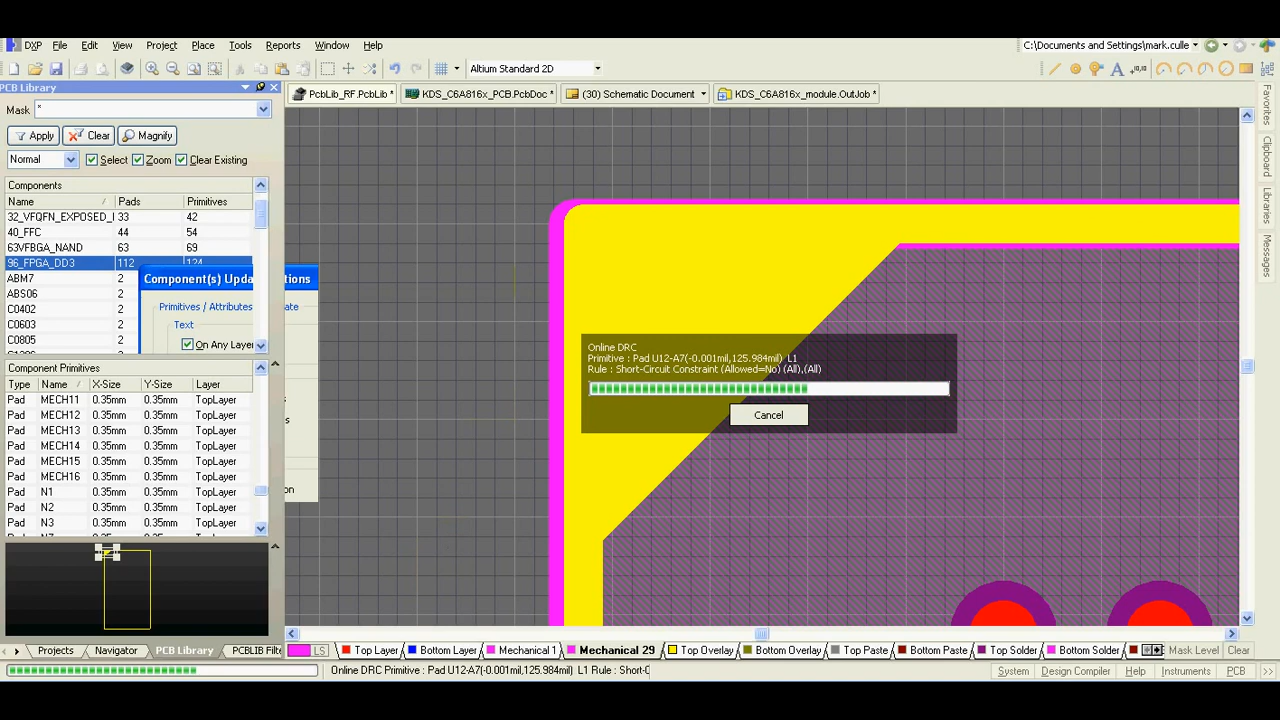 DXP File Edit View Project Place Tools Reports Window Help C:\Documents and Settings\mark.culle
Altium Standard 2D
PCB Library
PcbLib_RF.PcbLib * KDS_C6A816x_PCB.PcbDoc * (30) Schematic Document KDS_C6A816x_module.OutJob *
Mask *
Apply Clear Magnify
Normal Select Zoom Clear Existing
Components
Name Pads Primitives
32_VFQFN_EXPOSED_ 33 42
40_FFC 44 54
63VFBGA_NAND 63 69
96_FPGA_DD3 112 124
ABM7 2
ABS06 2
C0402 2
C0603 2
C0805 2
Component(s) Upda tions
Primitives / Attributes ate
Text
On Any Laye
s
on
Component Primitives
Type Name X-Size Y-Size Layer
Pad MECH11 0.35mm 0.35mm TopLayer
Pad MECH12 0.35mm 0.35mm TopLayer
Pad MECH13 0.35mm 0.35mm TopLayer
Pad MECH14 0.35mm 0.35mm TopLayer
Pad MECH15 0.35mm 0.35mm TopLayer
Pad MECH16 0.35mm 0.35mm TopLayer
Pad N1 0.35mm 0.35mm TopLayer
Pad N2 0.35mm 0.35mm TopLayer
Pad N3 0.35mm 0.35mm TopLayer
Online DRC
Primitive : Pad U12-A7(-0.001mil,125.984mil) L1
Rule : Short-Circuit Constraint (Allowed=No) (All),(All)
Cancel
Favorites
Clipboard
Libraries
Messages
Projects Navigator PCB Library PCBLIB Filt
LS Top Layer Bottom Layer Mechanical 1 Mechanical 29 Top Overlay Bottom Overlay Top Paste Bottom Paste Top Solder Bottom Solder Mask Level Clear
Online DRC Primitive : Pad U12-A7(-0.001mil,125.984mil) L1 Rule : Short-C
System Design Compiler Help Instruments PCB >>